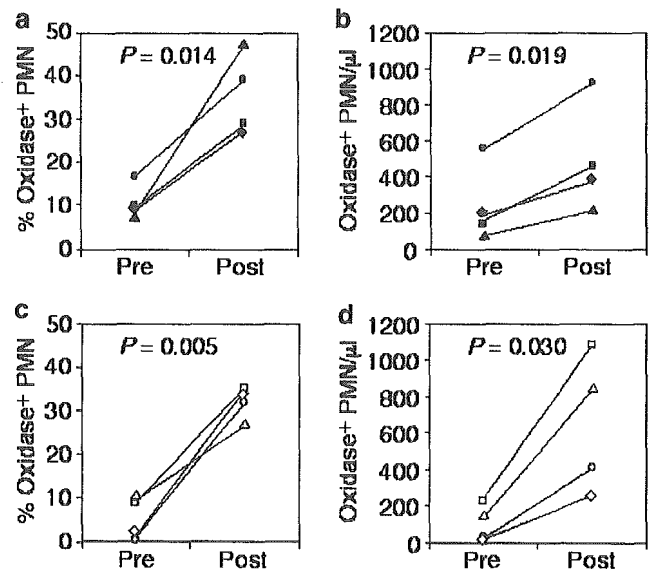 a
% Oxidase+ PMN
50
40
30
20
10
0
P = 0.014
Pre Post
b
Oxidase+ PMN/µl
1200
1000
800
600
400
200
0
P = 0.019
Pre Post
c
% Oxidase+ PMN
50
40
30
20
10
0
P = 0.005
Pre Post
d
Oxidase+ PMN/µl
1200
1000
800
600
400
200
0
P = 0.030
Pre Post